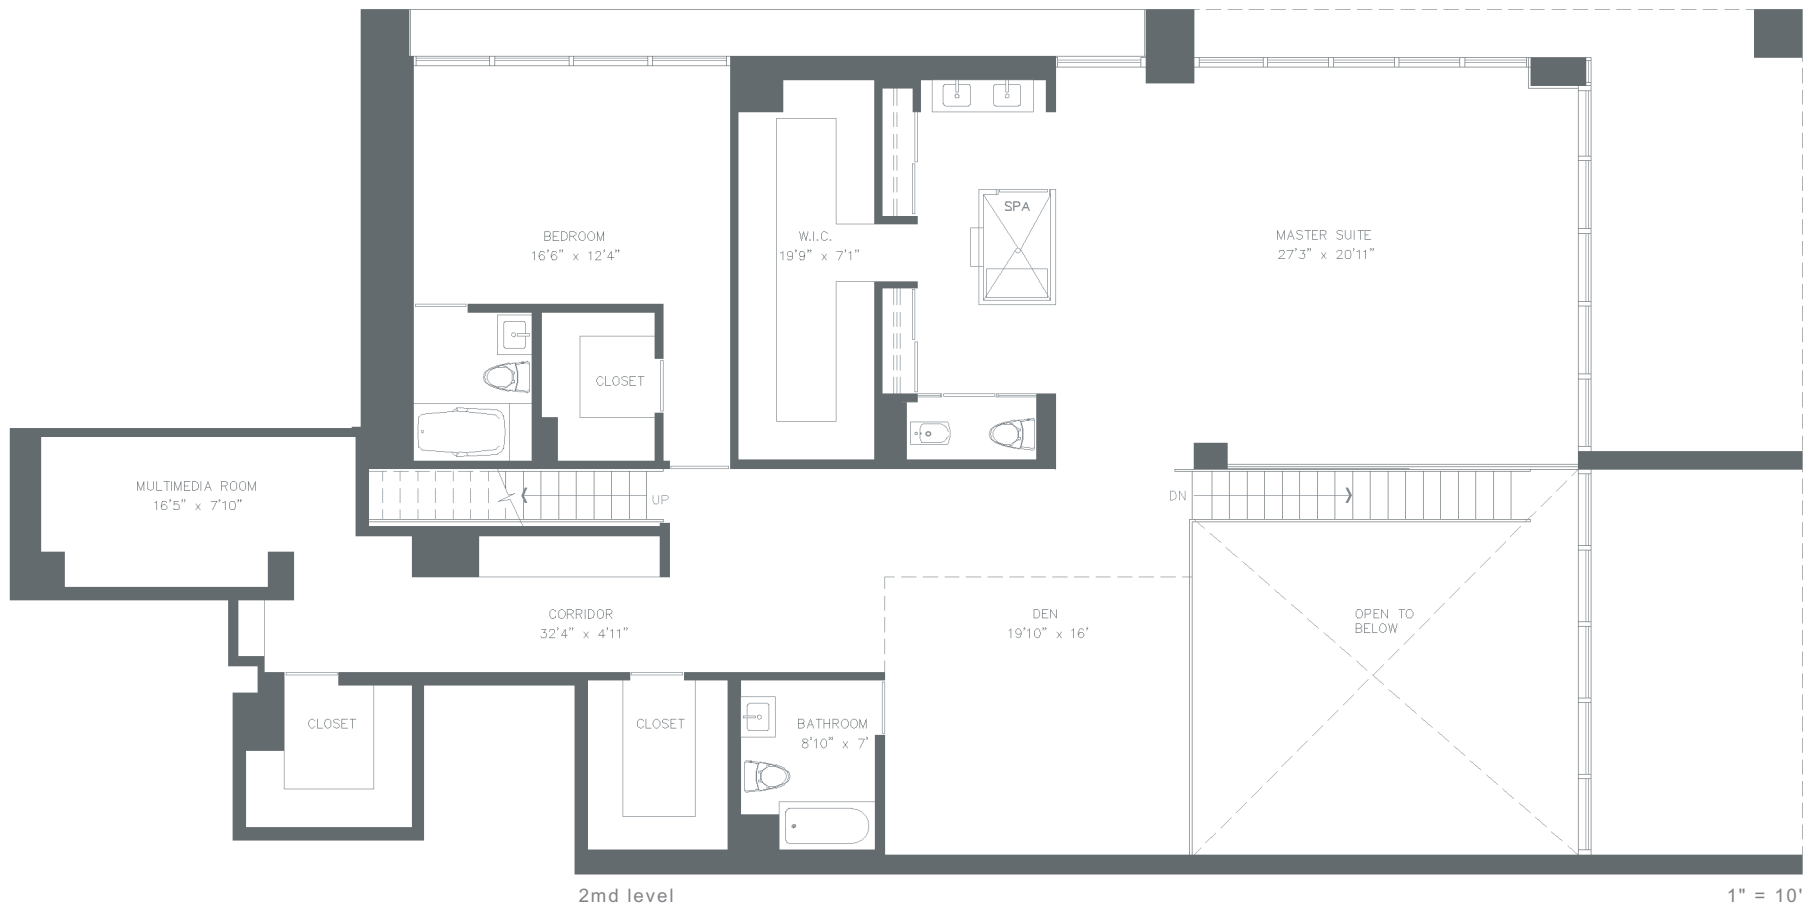 SPA
BEDROOM
16'6" x 12'4"
W.I.C.
19'9" x 7'1"
MASTER SUITE
27'3" x 20'11"
CLOSET
MULTIMEDIA ROOM
16'5" x 7'10"
UP
DN
CORRIDOR
32'4" x 4'11"
DEN
19'10" x 16'
OPEN TO
BELOW
CLOSET
CLOSET
BATHROOM
8'10" x 7'
2md level
1" = 10'